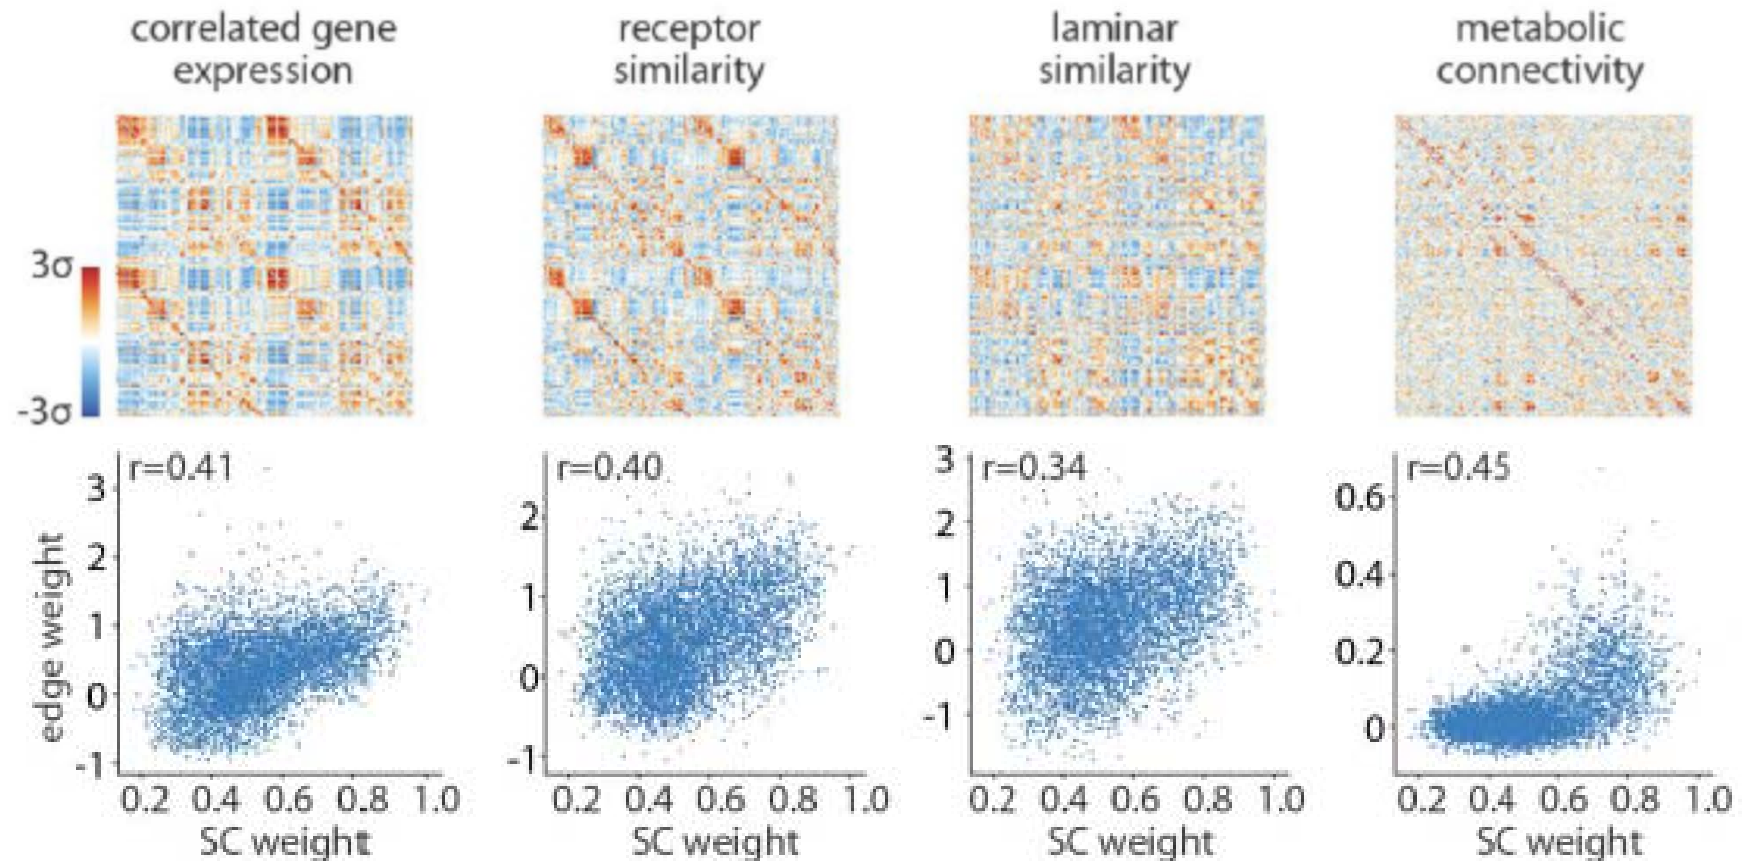 correlated gene
expression
receptor
similarity
laminar
similarity
metabolic
connectivity
3σ
-3σ
r=0.41
3
2
1
0
-1
edge weight
0.2 0.4 0.6 0.8 1.0
SC weight
r=0.40
2
1
0
-1
0.2 0.4 0.6 0.8 1.0
SC weight
r=0.34
3
2
1
0
-1
0.2 0.4 0.6 0.8 1.0
SC weight
r=0.45
0.6
0.4
0.2
0
0.2 0.4 0.6 0.8 1.0
SC weight